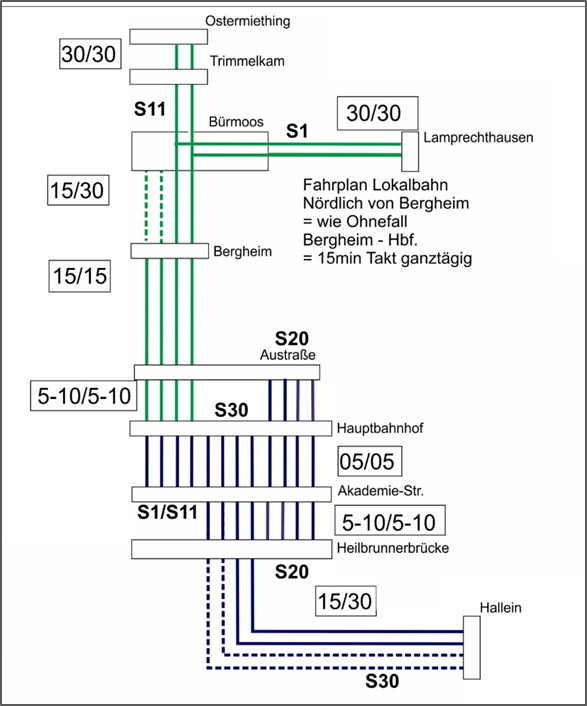 Ostermiething
30/30
Trimmelkam
S11
Bürmoos
S1
30/30
Lamprechthausen
15/30
Fahrplan Lokalbahn
Nördlich von Bergheim
= wie Ohnefall
Bergheim - Hbf.
= 15min Takt ganztägig
Bergheim
15/15
S20
Austraße
5-10/5-10
S30
Hauptbahnhof
05/05
Akademie-Str.
S1/S11
5-10/5-10
Heilbrunnerbrücke
S20
15/30
Hallein
S30